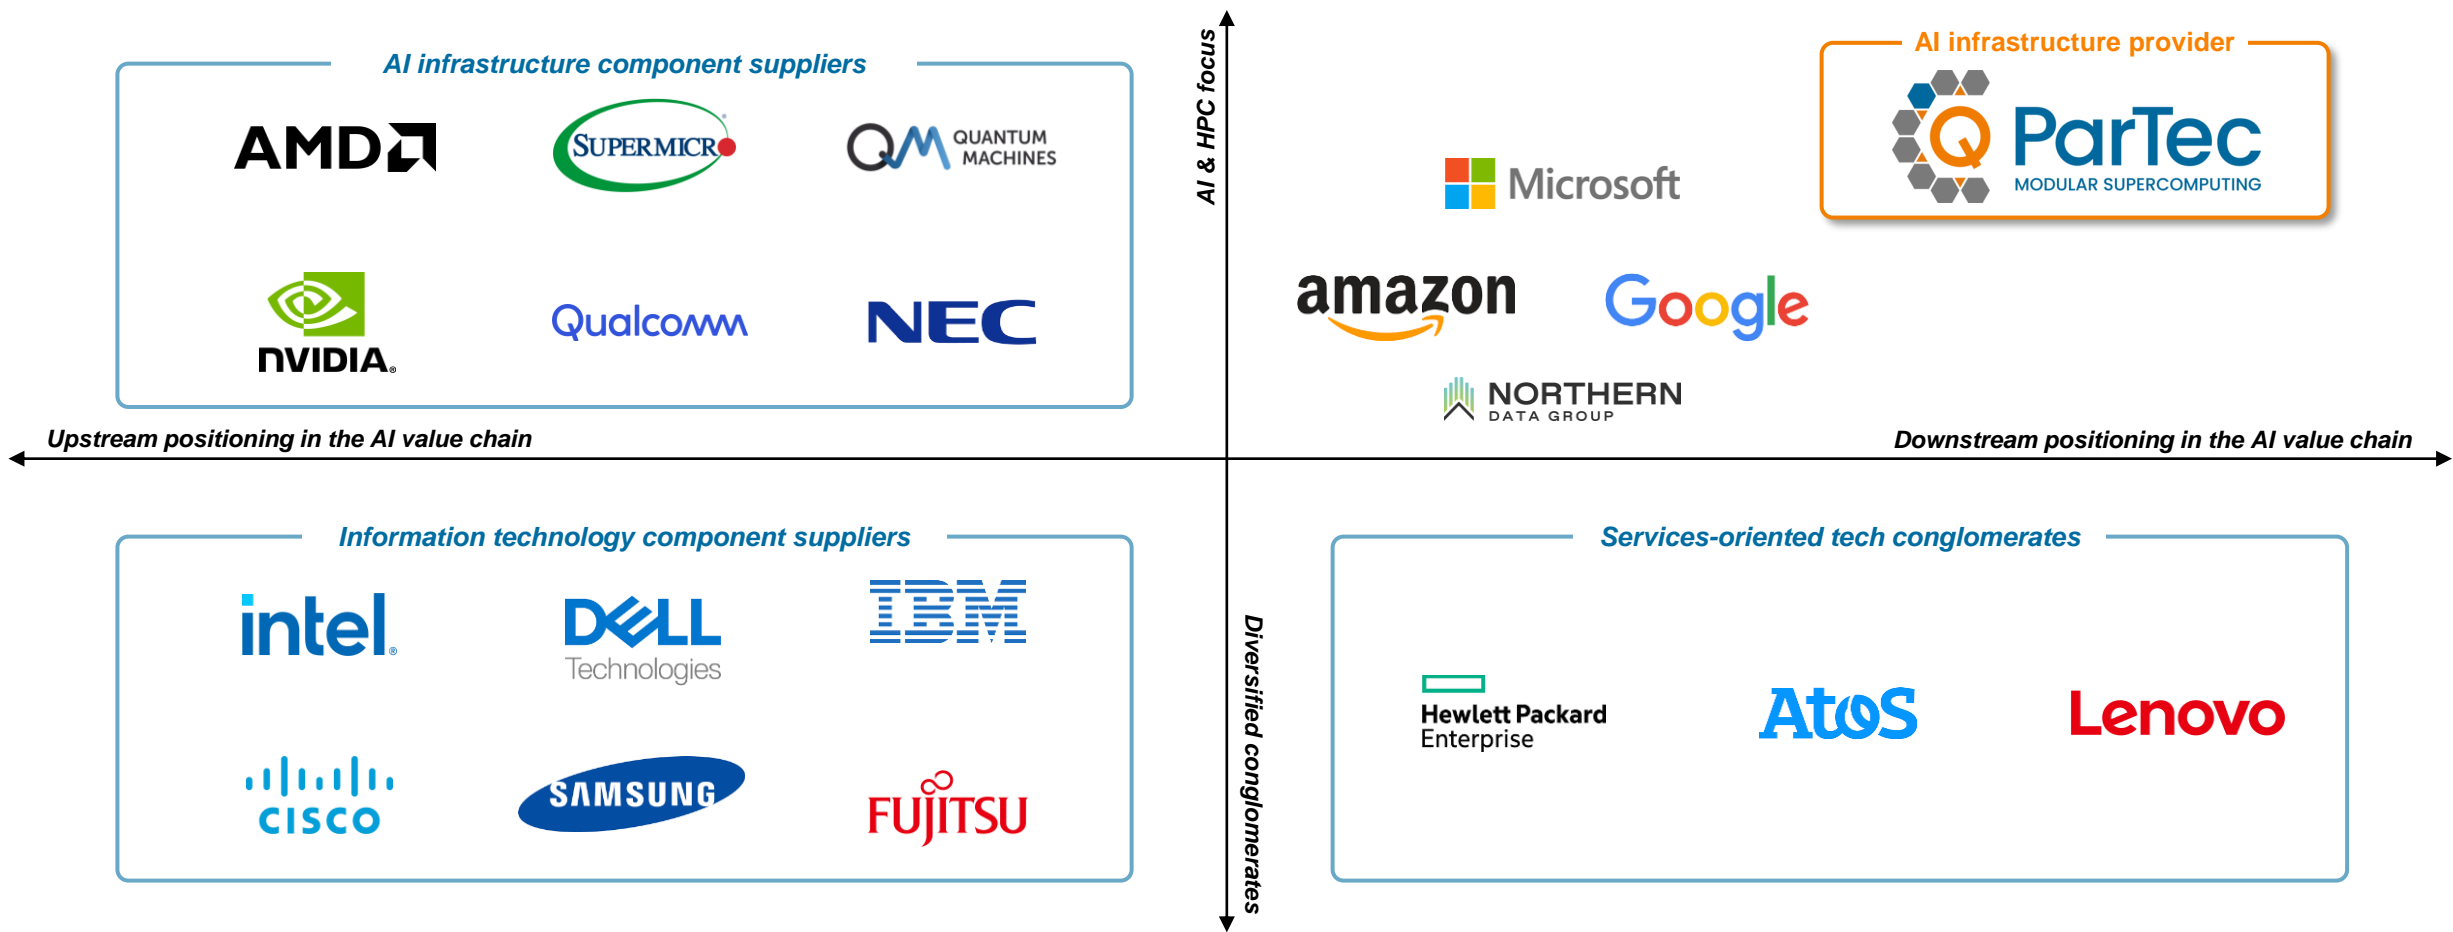 AI infrastructure component suppliers
AMD
SUPERMICR
QUANTUM
MACHINES
NVIDIA®
Qualcomm
NEC
AI & HPC focus
AI infrastructure provider
ParTec
MODULAR SUPERCOMPUTING
Microsoft
amazon
Google
NORTHERN
DATA GROUP
Upstream positioning in the AI value chain
Downstream positioning in the AI value chain
Information technology component suppliers
intel®
DELL
Technologies
IBM
CISCO
SAMSUNG
FUJITSU
Diversified conglomerates
Services-oriented tech conglomerates
Hewlett Packard
Enterprise
Atos
Lenovo